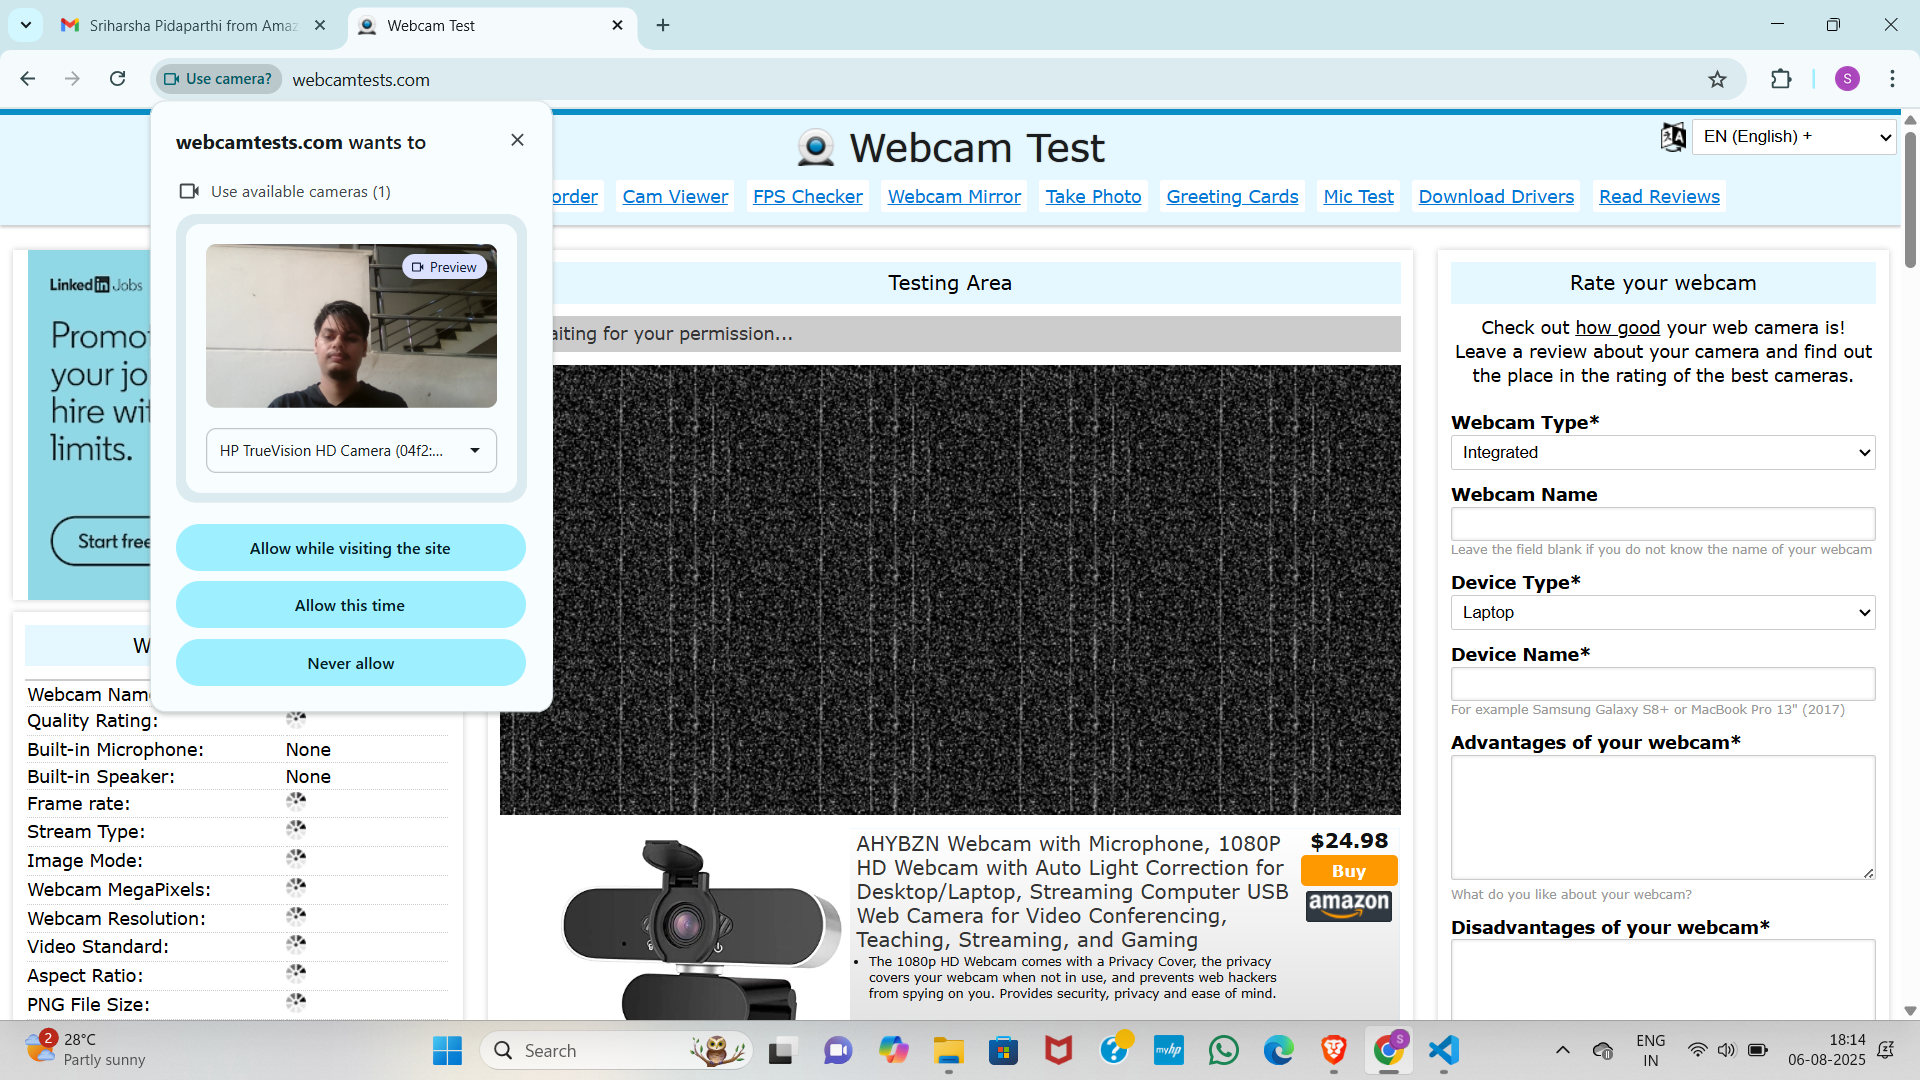 Sriharsha Pidaparthi from Amaz
Webcam Test
Use camera?
webcamtests.com
webcamtests.com wants to
Use available cameras (1)
Preview
HP TrueVision HD Camera (04f2:...
Allow while visiting the site
Allow this time
Never allow
Webcam Test
EN (English) +
order
Cam Viewer
FPS Checker
Webcam Mirror
Take Photo
Greeting Cards
Mic Test
Download Drivers
Read Reviews
LinkedIn Jobs
Promo
your jo
hire wi
limits.
Start free
Testing Area
aiting for your permission...
Rate your webcam
Check out how good your web camera is!
Leave a review about your camera and find out
the place in the rating of the best cameras.
Webcam Type*
Integrated
Webcam Name
Leave the field blank if you do not know the name of your webcam
Device Type*
Laptop
Device Name*
For example Samsung Galaxy S8+ or MacBook Pro 13" (2017)
Advantages of your webcam*
What do you like about your webcam?
Disadvantages of your webcam*
W
Webcam Nam
Quality Rating:
Built-in Microphone: None
Built-in Speaker: None
Frame rate:
Stream Type:
Image Mode:
Webcam MegaPixels:
Webcam Resolution:
Video Standard:
Aspect Ratio:
PNG File Size:
AHYBZN Webcam with Microphone, 1080P
HD Webcam with Auto Light Correction for
Desktop/Laptop, Streaming Computer USB
Web Camera for Video Conferencing,
Teaching, Streaming, and Gaming
• The 1080p HD Webcam comes with a Privacy Cover, the privacy
covers your webcam when not in use, and prevents web hackers
from spying on you. Provides security, privacy and ease of mind.
$24.98
Buy
amazon
2
28°C
Partly sunny
Search
myhp
S
S
ENG
IN
18:14
06-08-2025